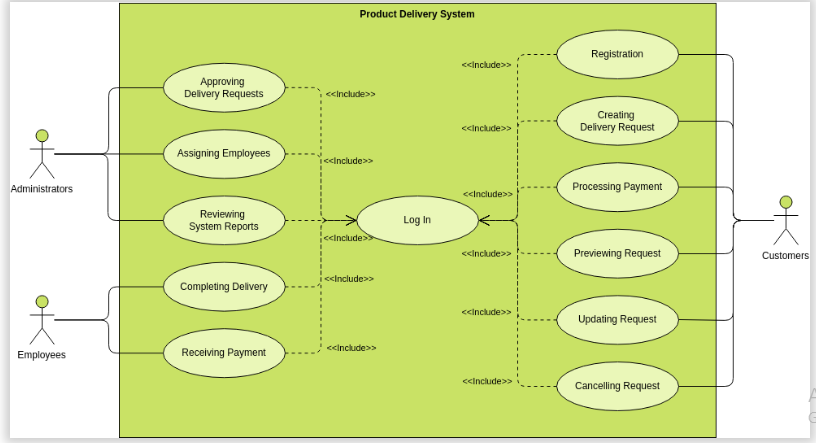 Product Delivery System
Approving
Delivery Requests
<<Include>>
Assigning Employees
<<Include>>
Administrators
Reviewing
System Reports
<<Include>>
Completing Delivery
<<Include>>
Employees
Receiving Payment
<<Include>>
Log In
Registration
<<Include>>
Creating
Delivery Request
<<Include>>
Processing Payment
<<Include>>
Customers
Previewing Request
<<Include>>
Updating Request
<<Include>>
Cancelling Request
<<Include>>